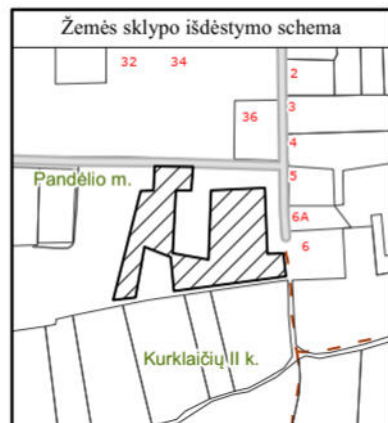 Žemės sklypo išdėstymo schema
32 34
2
3
36
4
Pandėlio m.
5
6A
6
Kurklaičių II k.